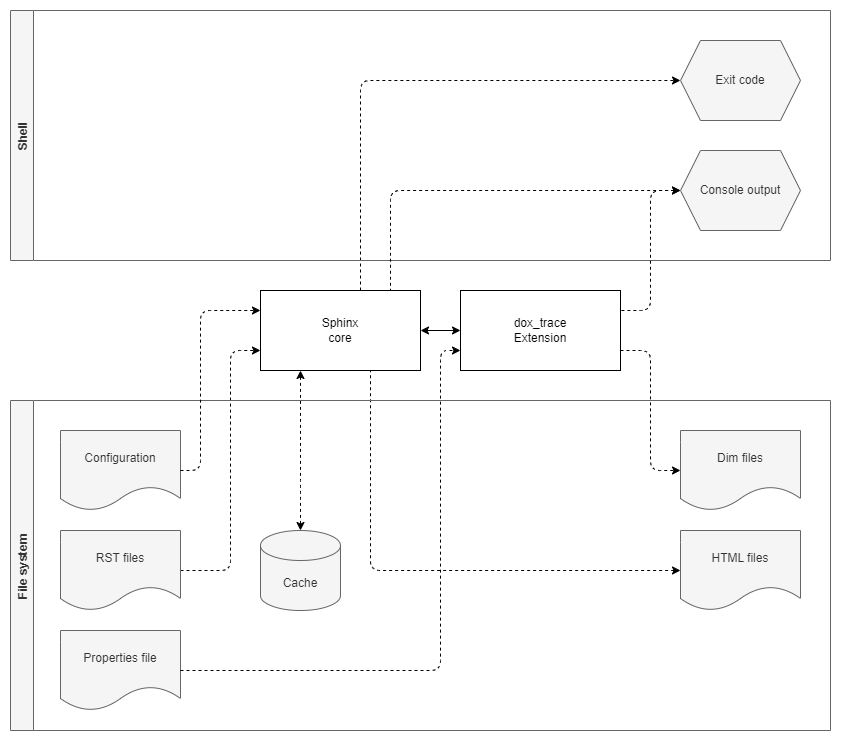 Shell
Exit code
Console output
Sphinx
core
dox_trace
Extension
File system
Configuration
Dim files
RST files
Cache
HTML files
Properties file